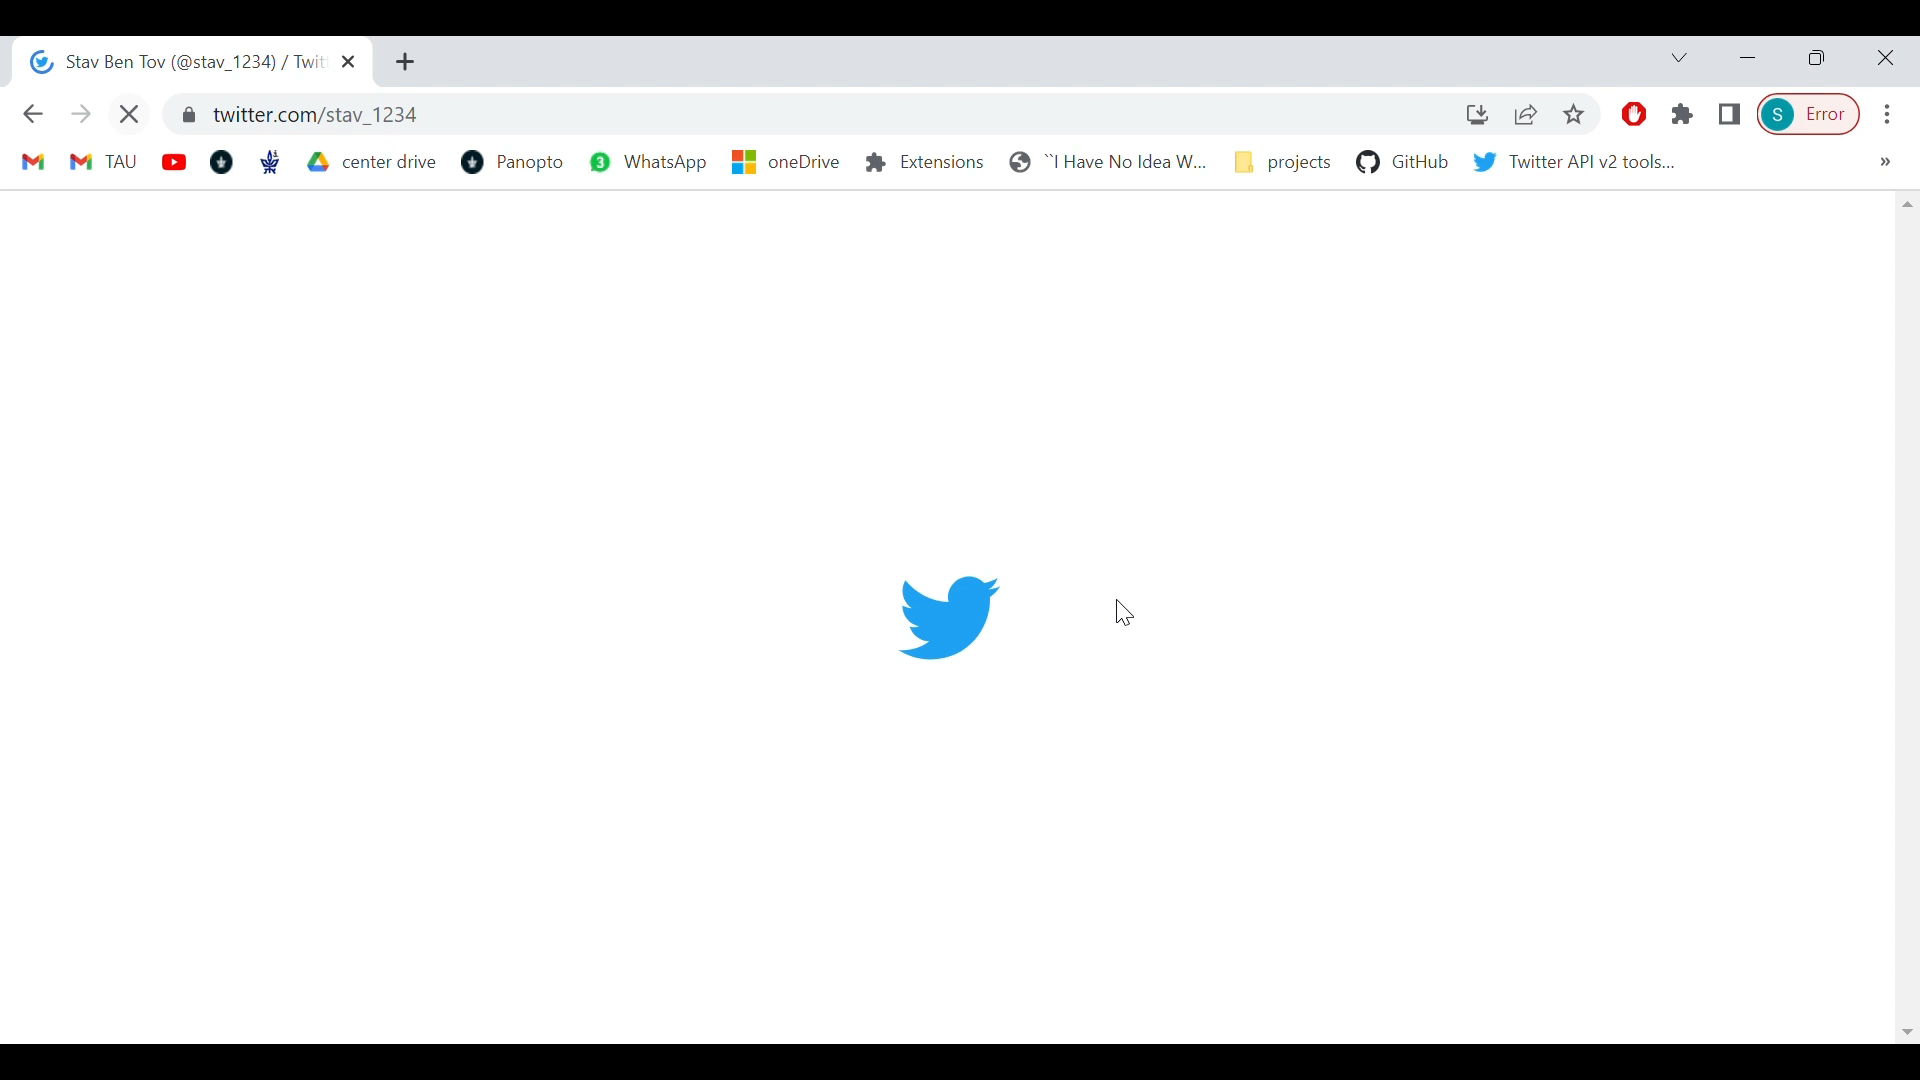 Stav Ben Tov (@stav_1234) / Twit
twitter.com/stav_1234
S Error
TAU center drive Panopto 3 WhatsApp oneDrive Extensions ``I Have No Idea W... projects GitHub Twitter API v2 tools... »